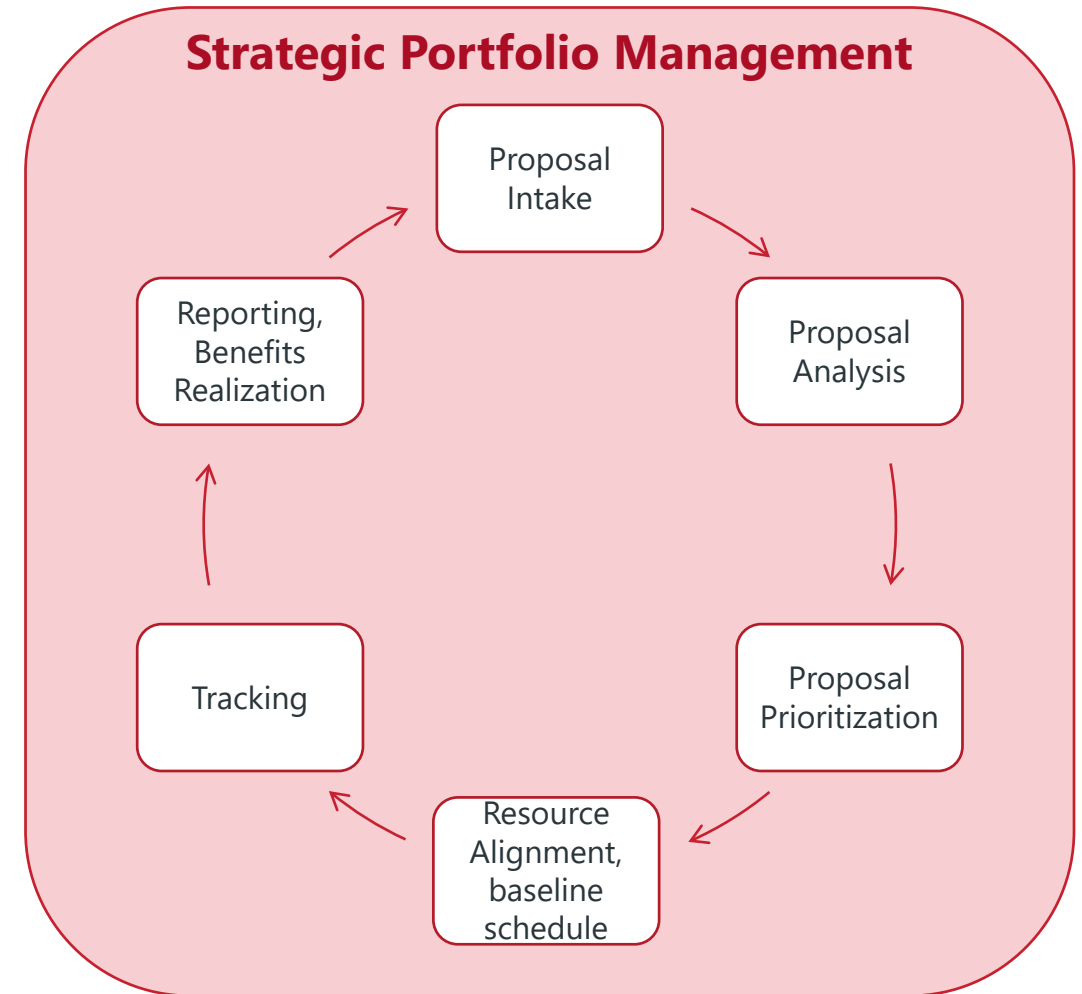 Strategic Portfolio Management
Proposal
Intake
Proposal
Analysis
Proposal
Prioritization
Resource
Alignment,
baseline
schedule
Tracking
Reporting,
Benefits
Realization